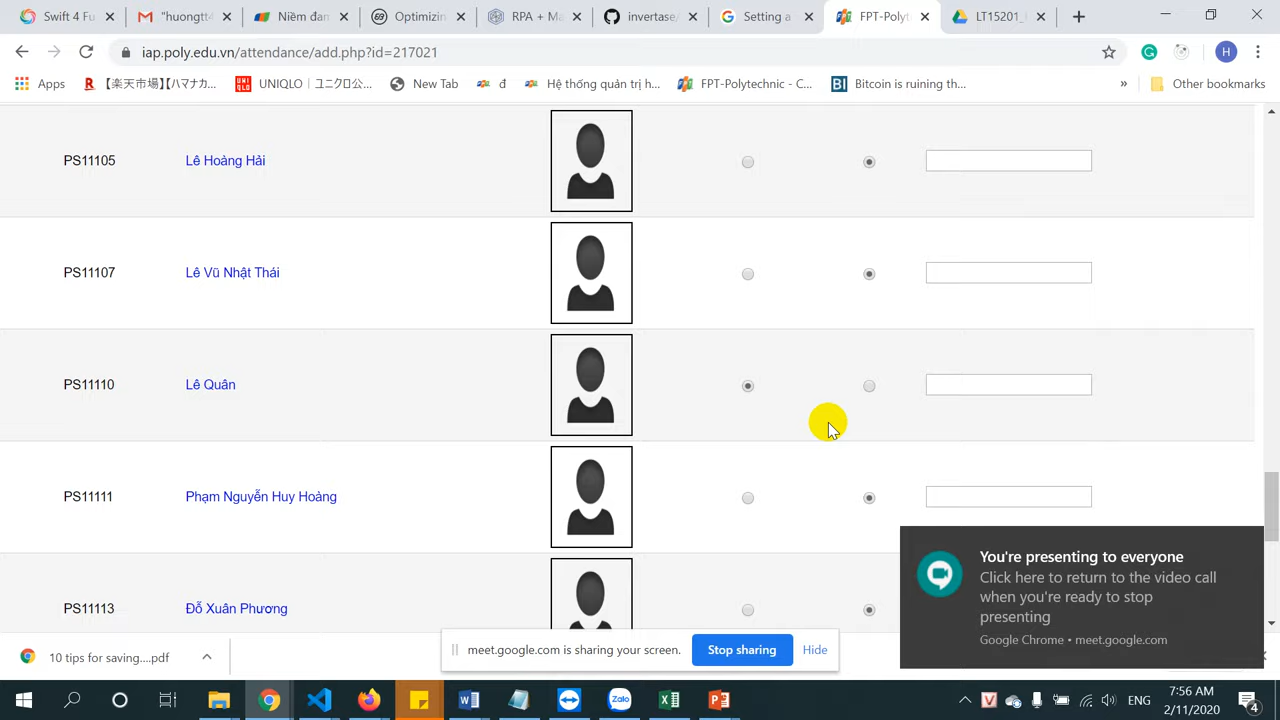 Swift 4 Fu
"huongtt4
Niềm đam
Optimizin
RPA + Ma
invertase/
Setting a
FPT-Polyt
LT15201_
iap.poly.edu.vn/attendance/add.php?id=217021
H
Apps
【楽天市場】【ハマナカ...
UNIQLO｜ユニクロ公...
New Tab
đ
Hệ thống quản trị h...
FPT-Polytechnic - C...
BI
Bitcoin is ruining th...
»
Other bookmarks
PS11105
Lê Hoàng Hải
PS11107
Lê Vũ Nhật Thái
PS11110
Lê Quân
PS11111
Phạm Nguyễn Huy Hoàng
PS11113
Đỗ Xuân Phương
You're presenting to everyone
Click here to return to the video call
when you're ready to stop
presenting
Google Chrome • meet.google.com
10 tips for saving....pdf
meet.google.com is sharing your screen.
Stop sharing
Hide
Zalo
ENG
7:56 AM
2/11/2020
4